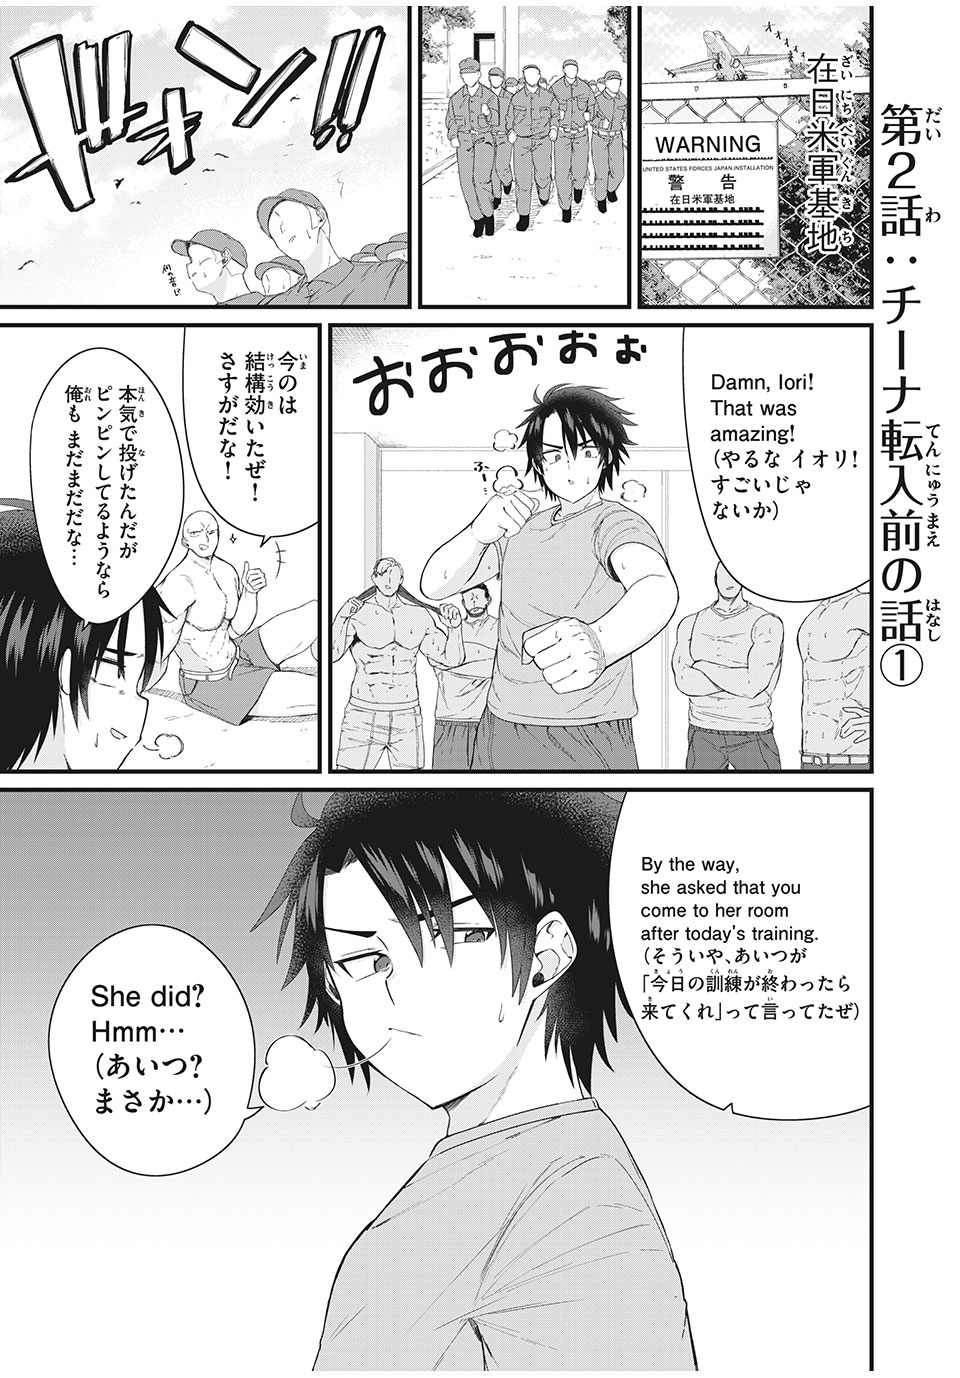 第2話：チーナ転入前の話①
在日米軍基地
WARNING
UNITED STATES FORCES JAPAN.INSTALLATION
警 告
在日米軍基地
ドォン!!
何の音だ
おおおおぉ
Damn, Iori!
That was
amazing!
(やるな イオリ!
すごいじゃ
ないか)
ふー
今のは
結構効いたぜ!
さすがだな!
本気で投げたんだが
ピンピンしてるようなら
俺も まだまだだな…
By the way,
she asked that you
come to her room
after today's training.
(そういや、あいつが
「今日の訓練が終わったら
来てくれ」って言ってたぜ)
She did?
Hmm…
(あいつ?
まさか…)